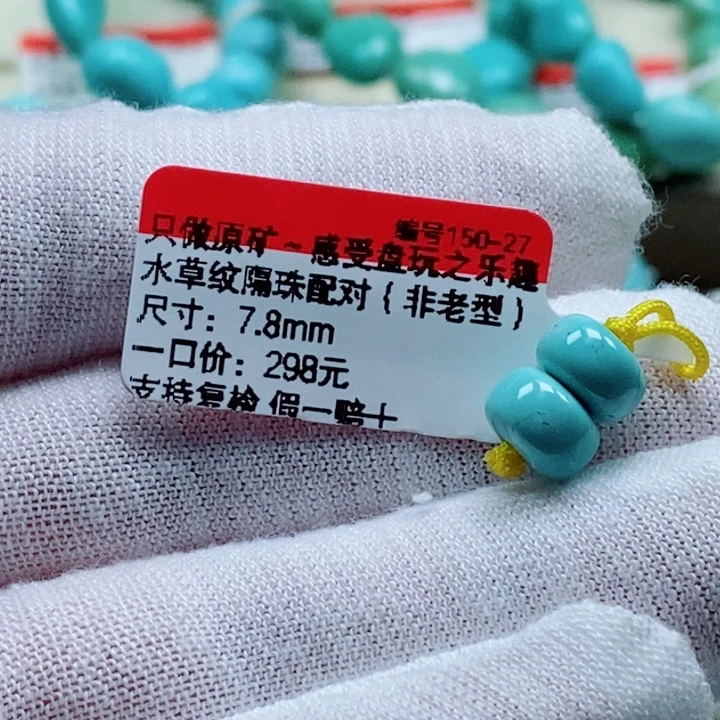 编号150-27
只做原矿~感受盘玩之乐趣
水草纹隔珠配对{非老型}
尺寸：7.8mm
一口价：298元
支持复检 假一赔十